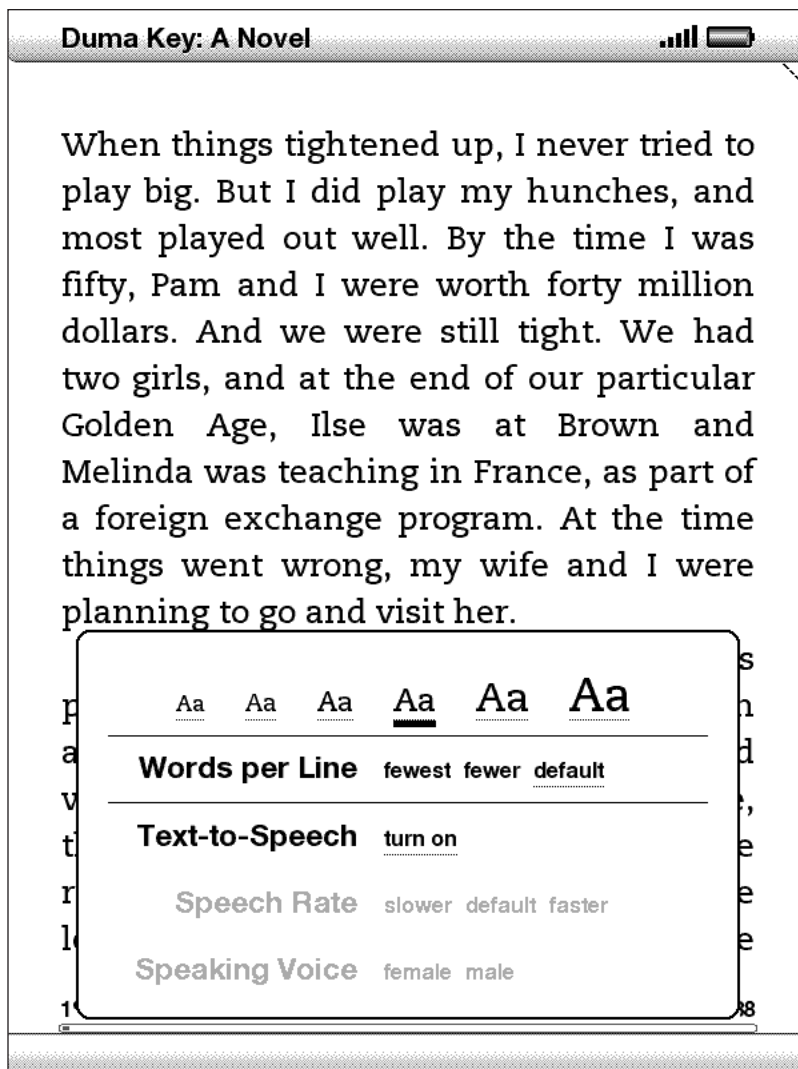 Duma Key: A Novel
When things tightened up, I never tried to
play big. But I did play my hunches, and
most played out well. By the time I was
fifty, Pam and I were worth forty million
dollars. And we were still tight. We had
two girls, and at the end of our particular
Golden Age, Ilse was at Brown and
Melinda was teaching in France, as part of
a foreign exchange program. At the time
things went wrong, my wife and I were
planning to go and visit her.
Aa Aa Aa Aa Aa Aa
Words per Line fewest fewer default
Text-to-Speech turn on
Speech Rate slower default faster
Speaking Voice female male